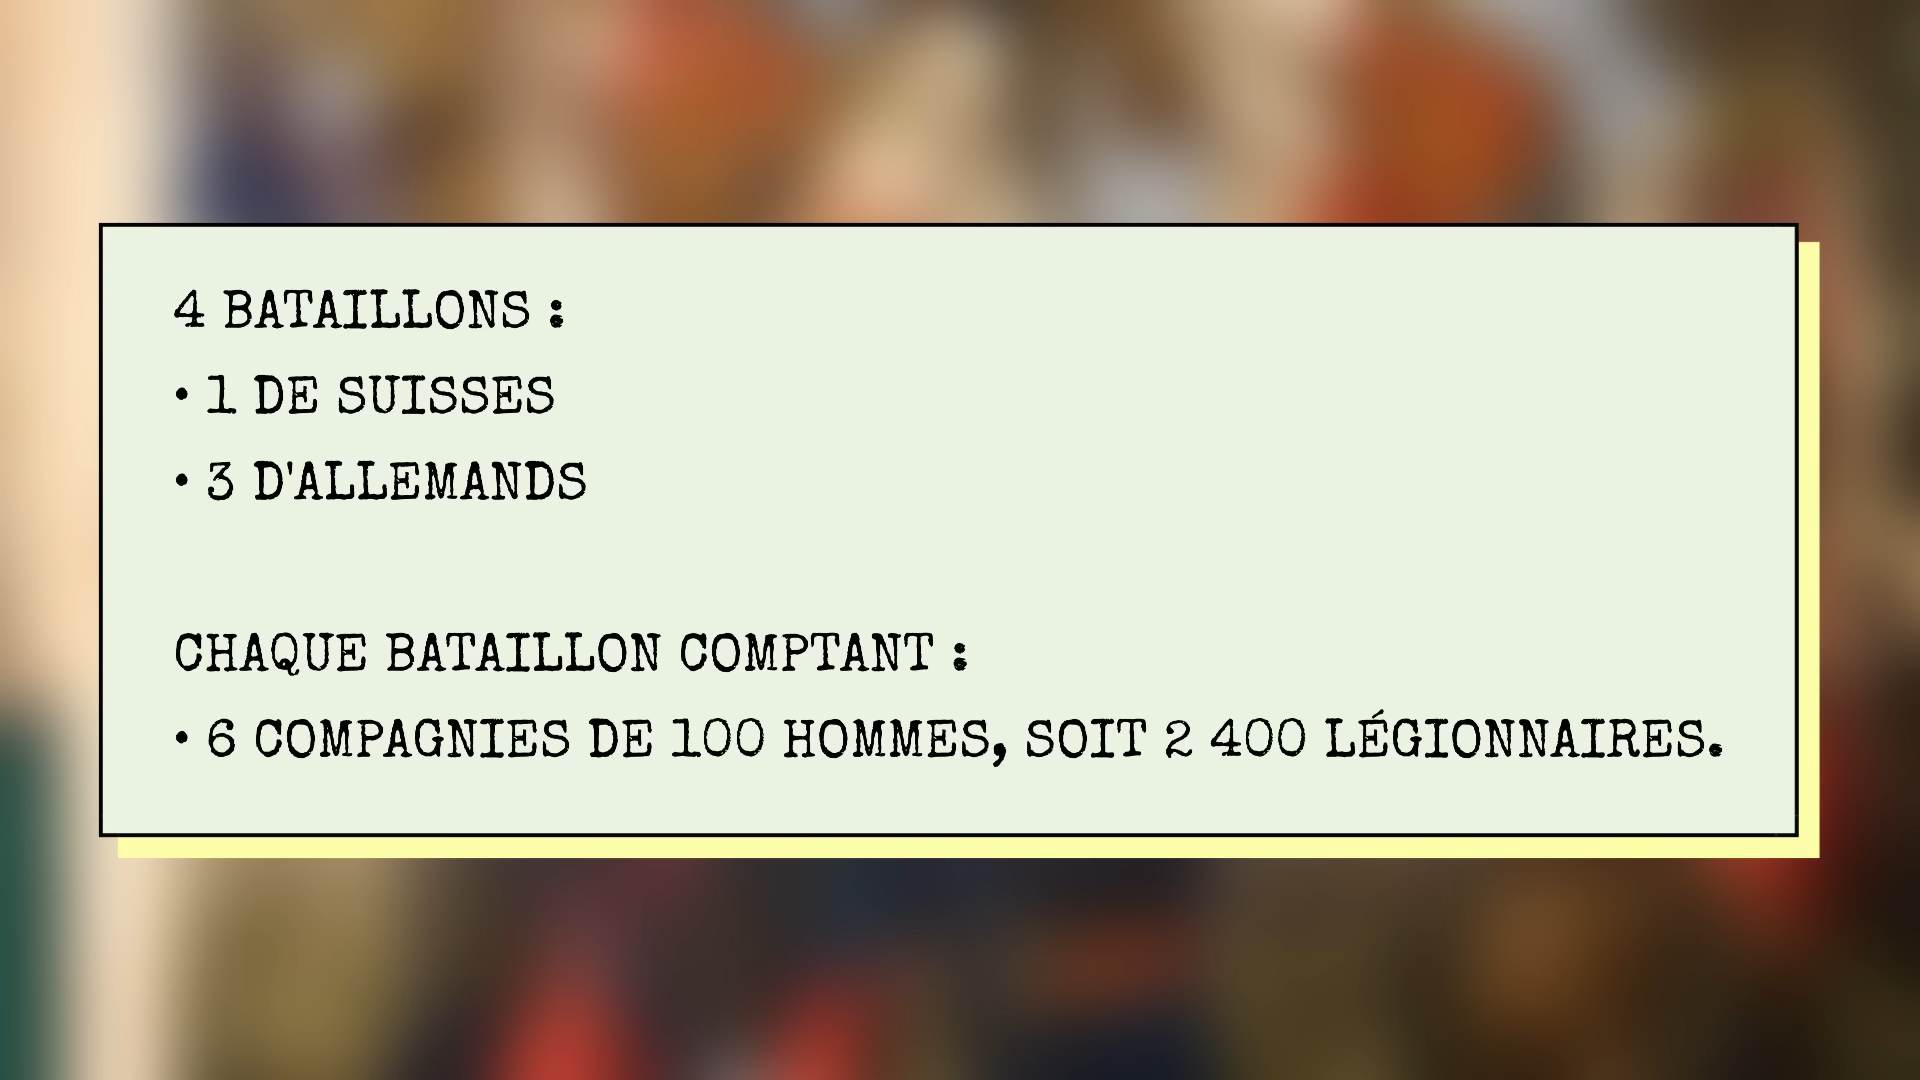 4 BATAILLONS :
• 1 DE SUISSES
• 3 D'ALLEMANDS
CHAQUE BATAILLON COMPTANT :
• 6 COMPAGNIES DE 100 HOMMES, SOIT 2 400 LÉGIONNAIRES.